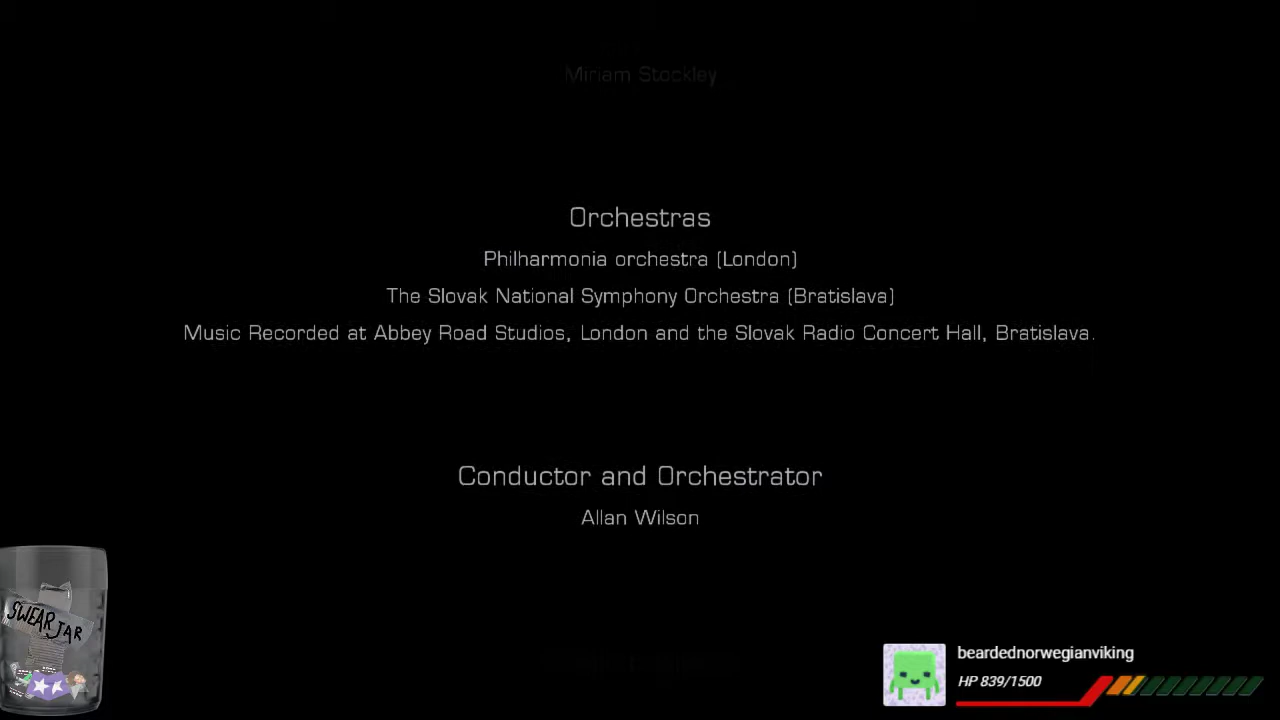 Miriam Stockley
Orchestras
Philharmonia orchestra (London)
The Slovak National Symphony Orchestra (Bratislava)
Music Recorded at Abbey Road Studios, London and the Slovak Radio Concert Hall, Bratislava.
Conductor and Orchestrator
Allan Wilson
SWEAR JAR
beardednorwegianviking
HP 839/1500